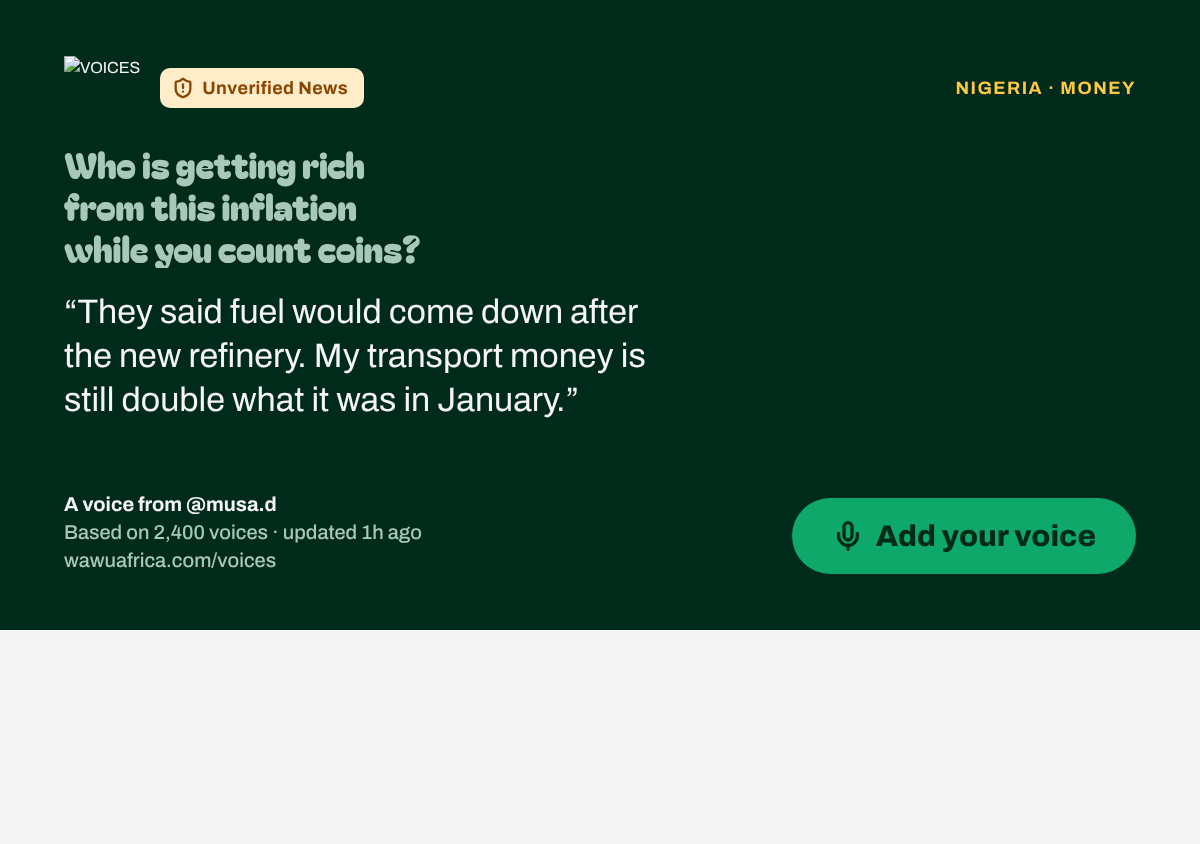 VOICES
Unverified News
NIGERIA · MONEY
Who is getting rich
from this inflation
while you count coins?
“They said fuel would come down after
the new refinery. My transport money is
still double what it was in January.”
A voice from @musa.d
Based on 2,400 voices · updated 1h ago
wawuafrica.com/voices
Add your voice